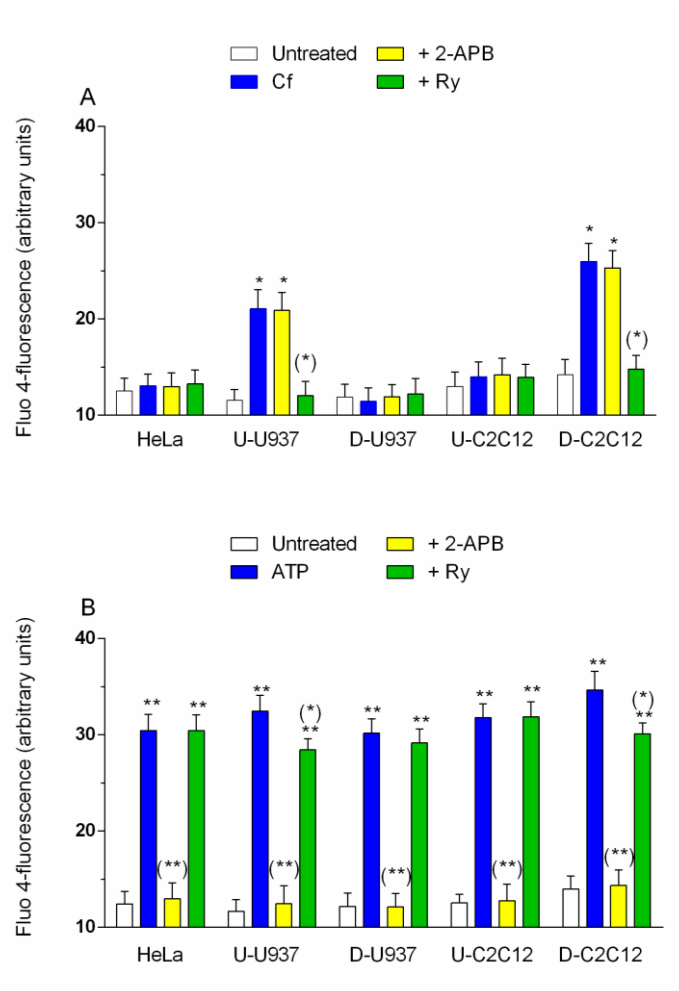 Untreated + 2-APB
Cf + Ry
A
Fluo 4-fluorescence (arbitrary units)
40
30
20
10
* * (*) * * (*)
HeLa U-U937 D-U937 U-C2C12 D-C2C12
Untreated + 2-APB
ATP + Ry
B
Fluo 4-fluorescence (arbitrary units)
40
30
20
10
** (**) ** ** (**) (*) ** ** (**) ** ** (**) ** ** (**) (*) **
HeLa U-U937 D-U937 U-C2C12 D-C2C12